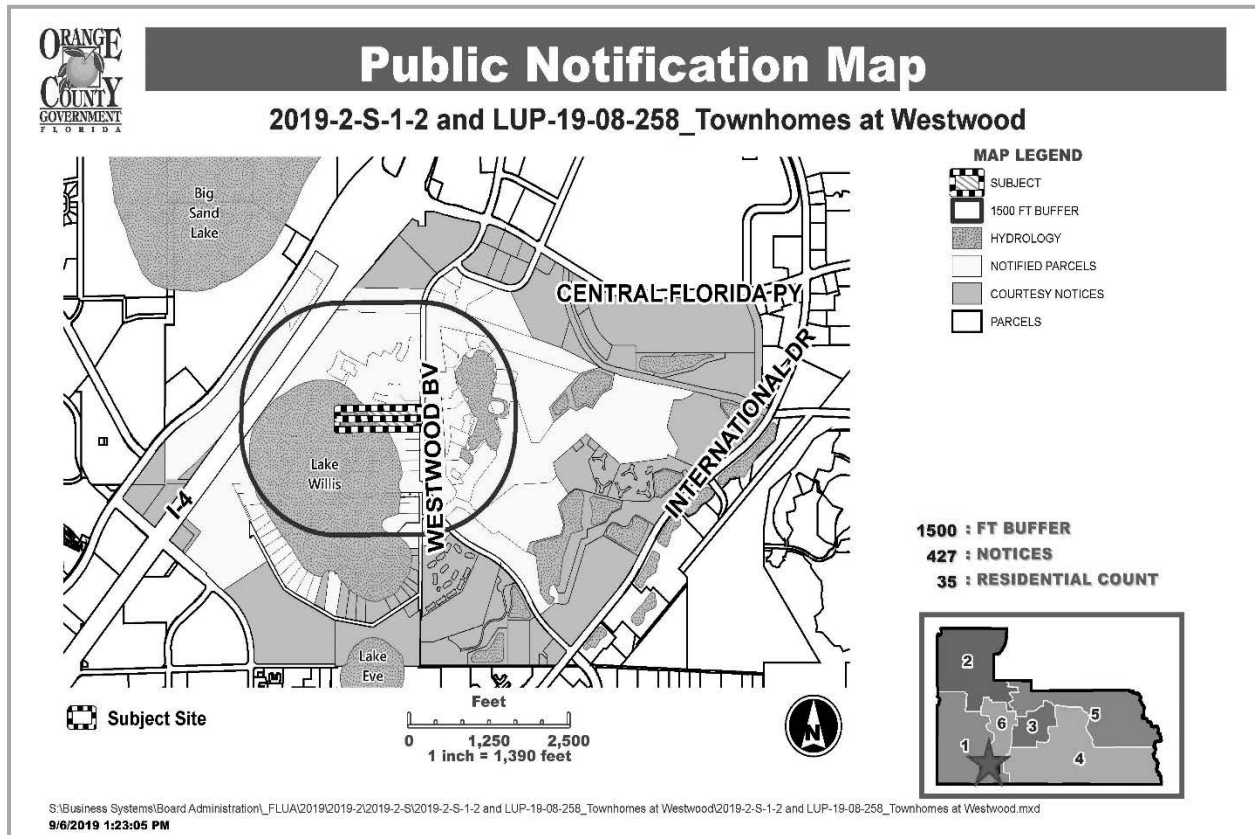 ORANGE
COUNTY
GOVERNMENT
FLORIDA
Public Notification Map
2019-2-S-1-2 and LUP-19-08-258_Townhomes at Westwood
MAP LEGEND
SUBJECT
1500 FT BUFFER
HYDROLOGY
NOTIFIED PARCELS
COURTESY NOTICES
PARCELS
Big
Sand
Lake
CENTRAL FLORIDA PY
WESTWOOD BV
INTERNATIONAL DR
Lake
Willis
I-4
Lake
Eve
1500 : FT BUFFER
427 : NOTICES
35 : RESIDENTIAL COUNT
2
6
3
5
1
4
Subject Site
Feet
0 1,250 2,500
1 inch = 1,390 feet
N
S:\Business Systems\Board Administration\_FLUA\2019\2019-2\2019-2-S\2019-2-S-1-2 and LUP-19-08-258_Townhomes at Westwood\2019-2-S-1-2 and LUP-19-08-258_Townhomes at Westwood.mxd
9/6/2019 1:23:05 PM